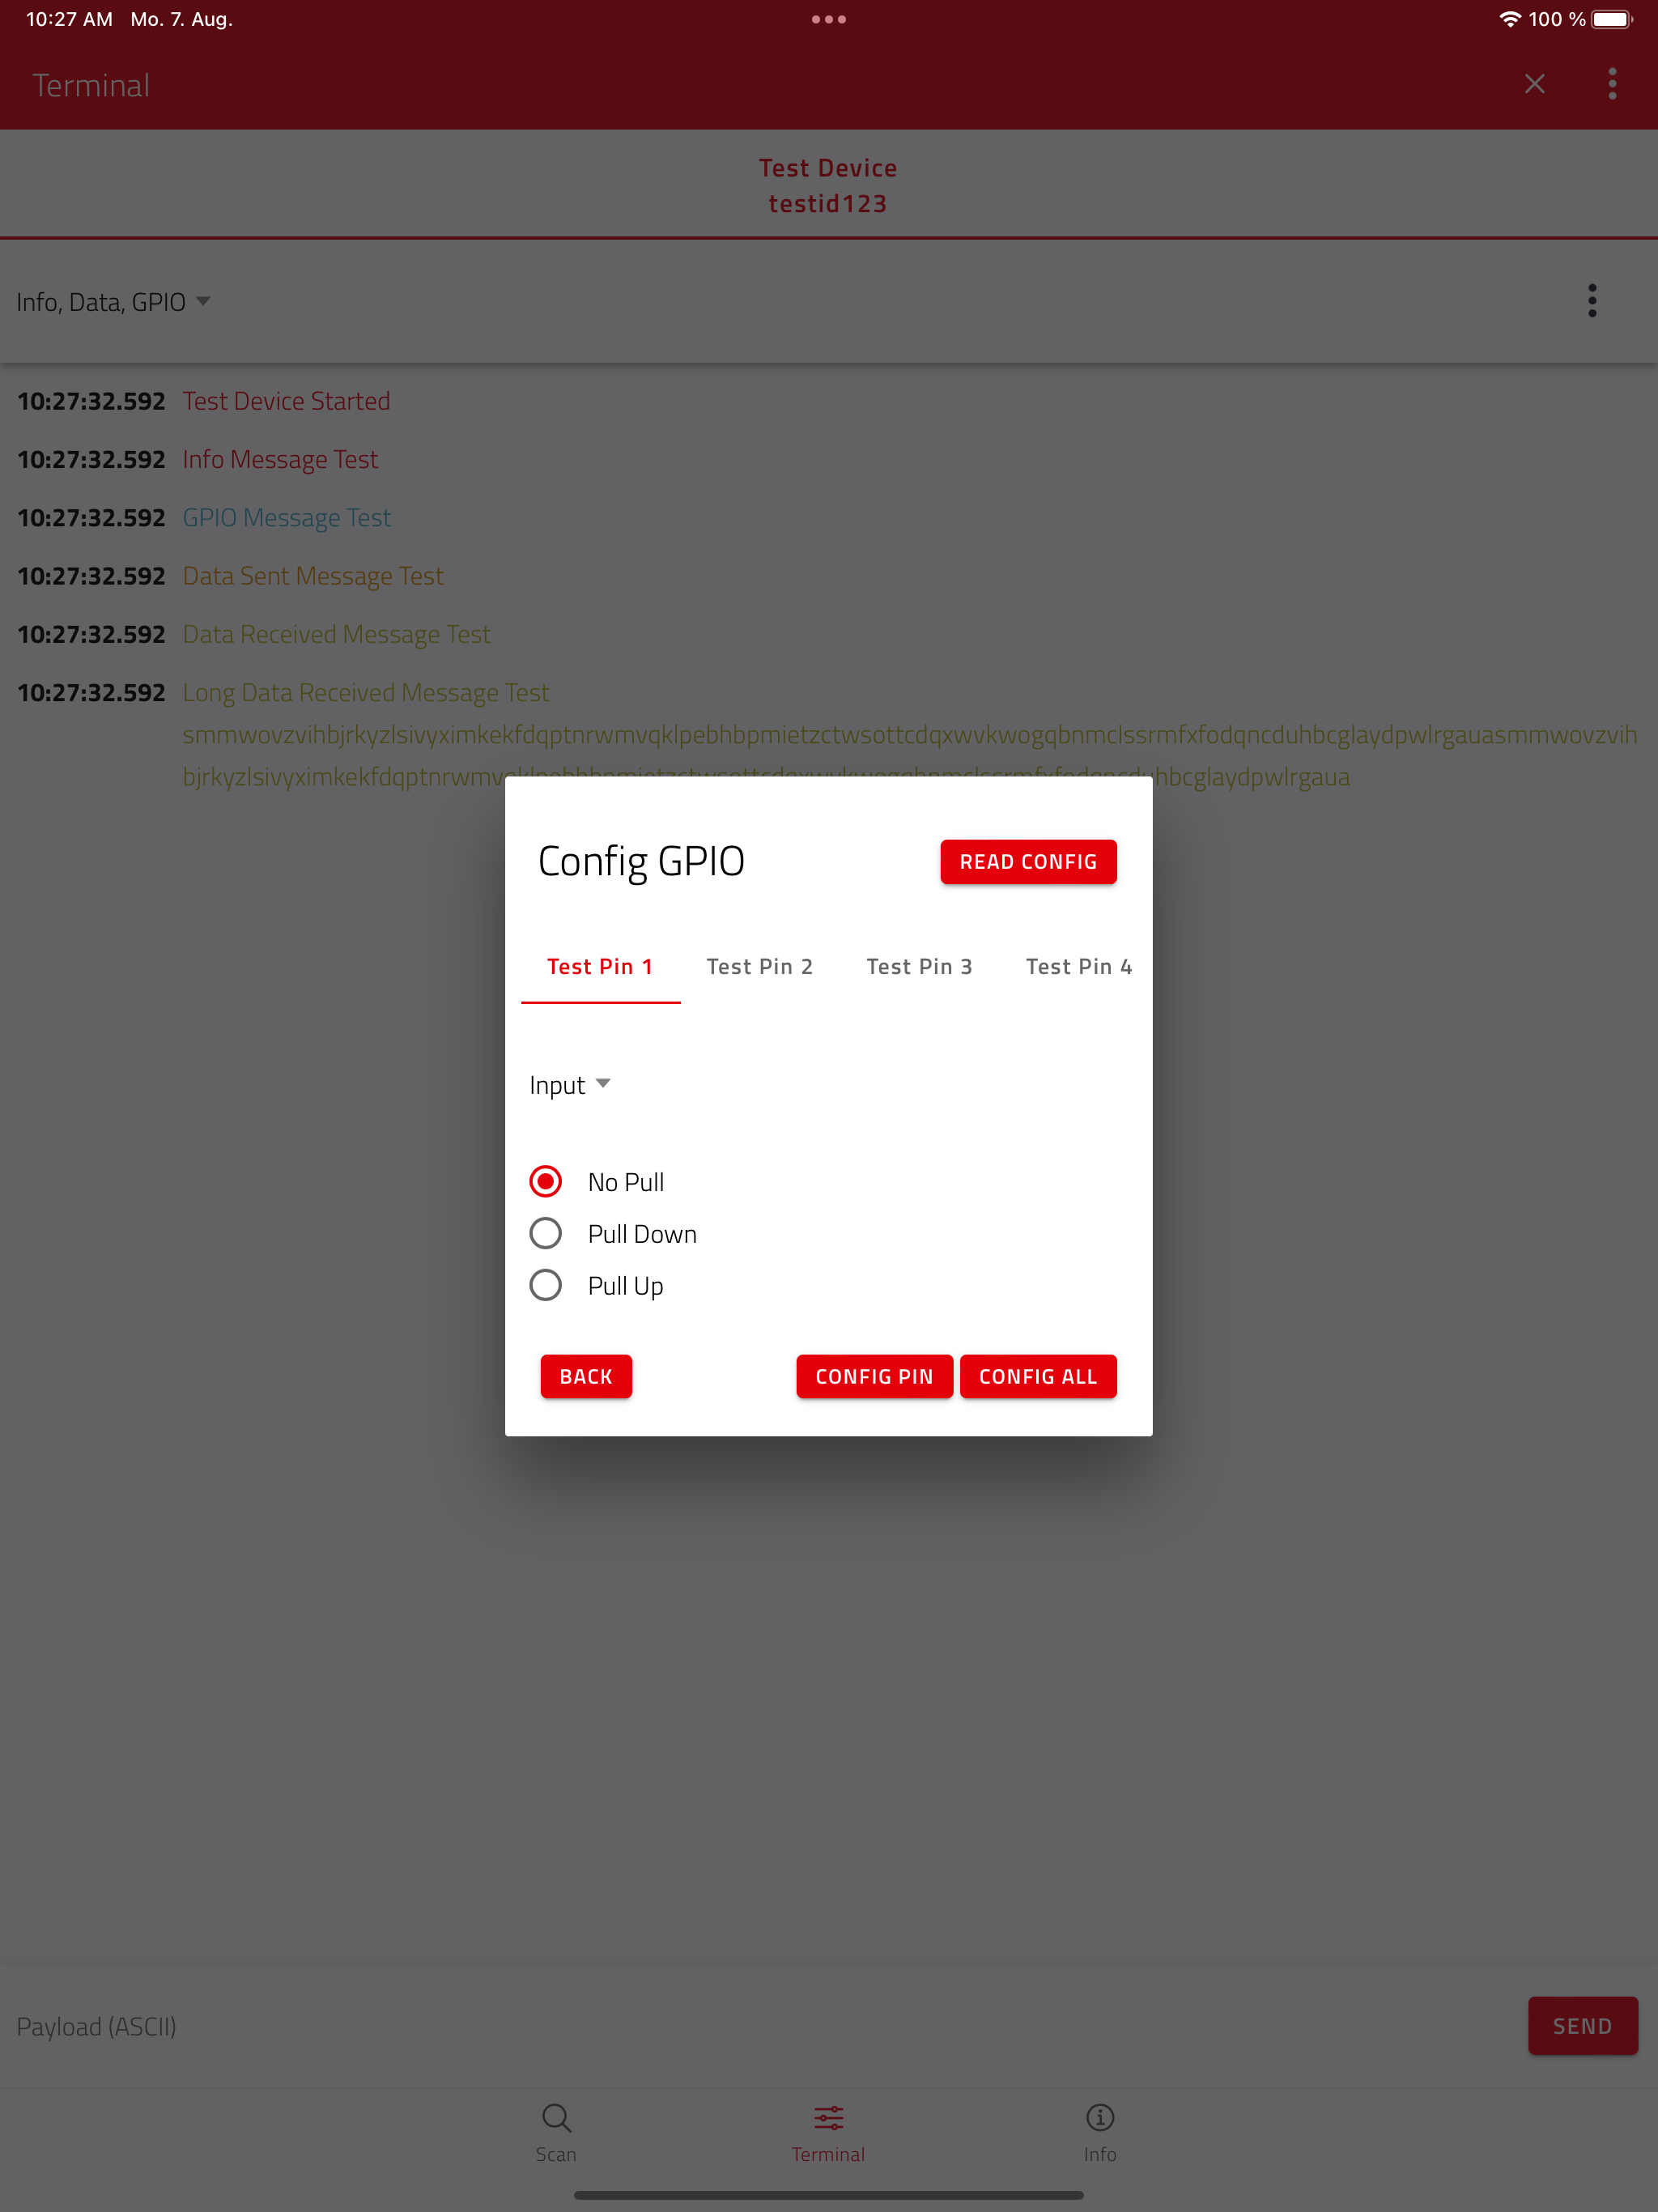 10:27 AM Mo. 7. Aug. 100 %
Terminal
Test Device
testid123
Info, Data, GPIO
10:27:32.592 Test Device Started
10:27:32.592 Info Message Test
10:27:32.592 GPIO Message Test
10:27:32.592 Data Sent Message Test
10:27:32.592 Data Received Message Test
10:27:32.592 Long Data Received Message Test
smmwovzvihbjrkyzlsivyximkekfdqptnrwmvqklpebhbpmietzctwsottcdqxwvkwogqbnmclssrmfxfodqncduhbcglaydpwlrgauasmmwovzvih
Config GPIO READ CONFIG
Test Pin 1 Test Pin 2 Test Pin 3 Test Pin 4
Input
No Pull
Pull Down
Pull Up
BACK CONFIG PIN CONFIG ALL
Payload (ASCII) SEND
Scan Terminal Info